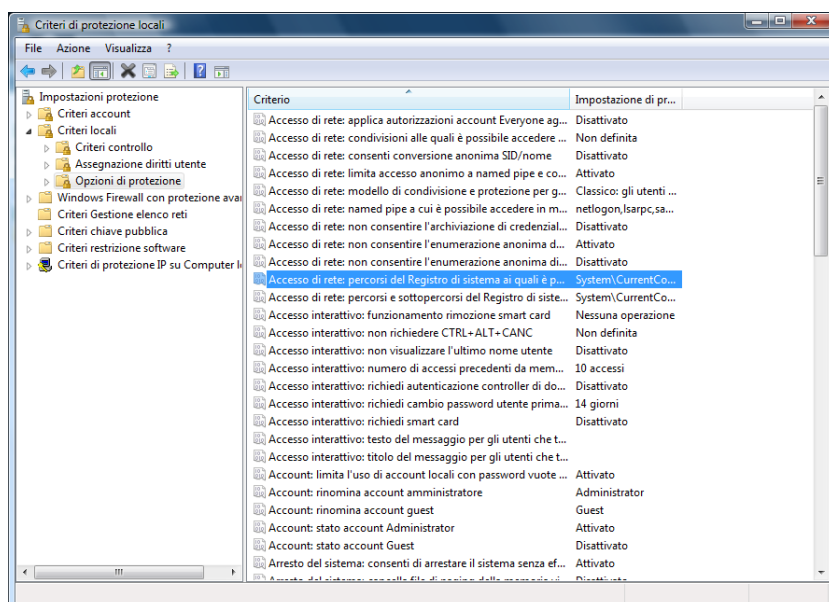 Criteri di protezione locali
File Azione Visualizza ?
Impostazioni protezione
Criteri account
Criteri locali
Criteri controllo
Assegnazione diritti utente
Opzioni di protezione
Windows Firewall con protezione avan
Criteri Gestione elenco reti
Criteri chiave pubblica
Criteri restrizione software
Criteri di protezione IP su Computer l
Criterio Impostazione di pr...
Accesso di rete: applica autorizzazioni account Everyone ag... Disattivato
Accesso di rete: condivisioni alle quali è possibile accedere ... Non definita
Accesso di rete: consenti conversione anonima SID/nome Disattivato
Accesso di rete: limita accesso anonimo a named pipe e co... Attivato
Accesso di rete: modello di condivisione e protezione per g... Classico: gli utenti ...
Accesso di rete: named pipe a cui è possibile accedere in m... netlogon,lsarpc,sa...
Accesso di rete: non consentire l'archiviazione di credenzial... Disattivato
Accesso di rete: non consentire l'enumerazione anonima d... Attivato
Accesso di rete: non consentire l'enumerazione anonima di... Disattivato
Accesso di rete: percorsi del Registro di sistema ai quali è p... System\CurrentCo...
Accesso di rete: percorsi e sottopercorsi del Registro di siste... System\CurrentCo...
Accesso interattivo: funzionamento rimozione smart card Nessuna operazione
Accesso interattivo: non richiedere CTRL+ALT+CANC Non definita
Accesso interattivo: non visualizzare l'ultimo nome utente Disattivato
Accesso interattivo: numero di accessi precedenti da mem... 10 accessi
Accesso interattivo: richiedi autenticazione controller di do... Disattivato
Accesso interattivo: richiedi cambio password utente prima... 14 giorni
Accesso interattivo: richiedi smart card Disattivato
Accesso interattivo: testo del messaggio per gli utenti che t...
Accesso interattivo: titolo del messaggio per gli utenti che t...
Account: limita l'uso di account locali con password vuote ... Attivato
Account: rinomina account amministratore Administrator
Account: rinomina account guest Guest
Account: stato account Administrator Attivato
Account: stato account Guest Disattivato
Arresto del sistema: consenti di arrestare il sistema senza ef... Attivato